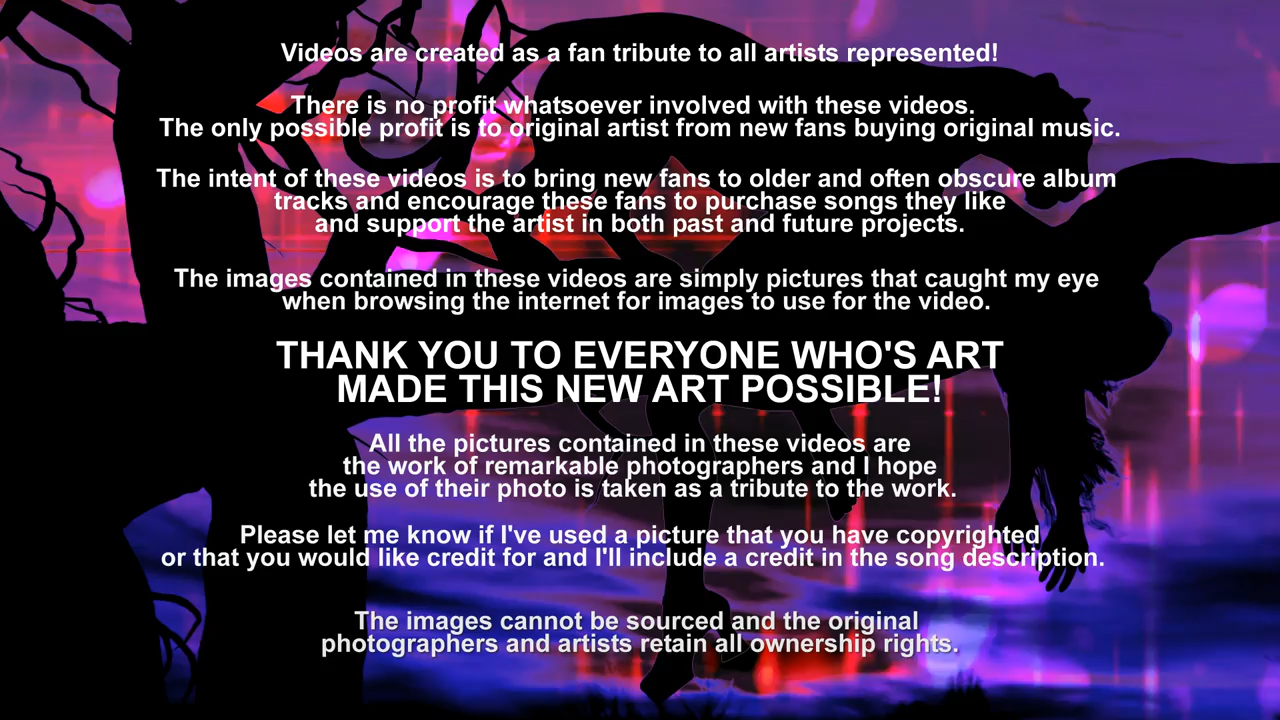 Videos are created as a fan tribute to all artists represented!
There is no profit whatsoever involved with these videos.
The only possible profit is to original artist from new fans buying original music.
The intent of these videos is to bring new fans to older and often obscure album
tracks and encourage these fans to purchase songs they like
and support the artist in both past and future projects.
The images contained in these videos are simply pictures that caught my eye
when browsing the internet for images to use for the video.
THANK YOU TO EVERYONE WHO'S ART
MADE THIS NEW ART POSSIBLE!
All the pictures contained in these videos are
the work of remarkable photographers and I hope
the use of their photo is taken as a tribute to the work.
Please let me know if I've used a picture that you have copyrighted
or that you would like credit for and I'll include a credit in the song description.
The images cannot be sourced and the original
photographers and artists retain all ownership rights.